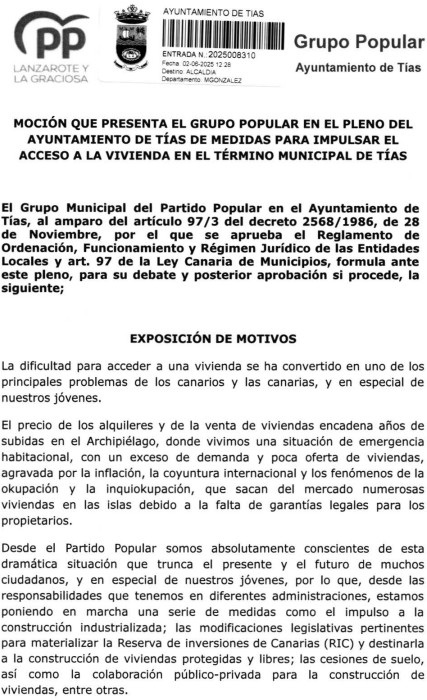 PP
LANZAROTE Y
LA GRACIOSA
AYUNTAMIENTO DE TIAS
ENTRADA N.: 2025008310
Fecha: 02-06-2025 12:28
Destino: ALCALDIA
Departamento: MGONZALEZ
Grupo Popular
Ayuntamiento de Tías
MOCIÓN QUE PRESENTA EL GRUPO POPULAR EN EL PLENO DEL
AYUNTAMIENTO DE TÍAS DE MEDIDAS PARA IMPULSAR EL
ACCESO A LA VIVIENDA EN EL TÉRMINO MUNICIPAL DE TÍAS
El Grupo Municipal del Partido Popular en el Ayuntamiento de
Tías, al amparo del artículo 97/3 del decreto 2568/1986, de 28
de Noviembre, por el que se aprueba el Reglamento de
Ordenación, Funcionamiento y Régimen Jurídico de las Entidades
Locales y art. 97 de la Ley Canaria de Municipios, formula ante
este pleno, para su debate y posterior aprobación si procede, la
siguiente;
EXPOSICIÓN DE MOTIVOS
La dificultad para acceder a una vivienda se ha convertido en uno de los
principales problemas de los canarios y las canarias, y en especial de
nuestros jóvenes.
El precio de los alquileres y de la venta de viviendas encadena años de
subidas en el Archipiélago, donde vivimos una situación de emergencia
habitacional, con un exceso de demanda y poca oferta de viviendas,
agravada por la inflación, la coyuntura internacional y los fenómenos de la
okupación y la inquiokupación, que sacan del mercado numerosas
viviendas en las islas debido a la falta de garantías legales para los
propietarios.
Desde el Partido Popular somos absolutamente conscientes de esta
dramática situación que trunca el presente y el futuro de muchos
ciudadanos, y en especial de nuestros jóvenes, por lo que, desde las
responsabilidades que tenemos en diferentes administraciones, estamos
poniendo en marcha una serie de medidas como el impulso a la
construcción industrializada; las modificaciones legislativas pertinentes
para materializar la Reserva de inversiones de Canarias (RIC) y destinarla
a la construcción de viviendas protegidas y libres; las cesiones de suelo,
así como la colaboración público-privada para la construcción de
viviendas, entre otras.